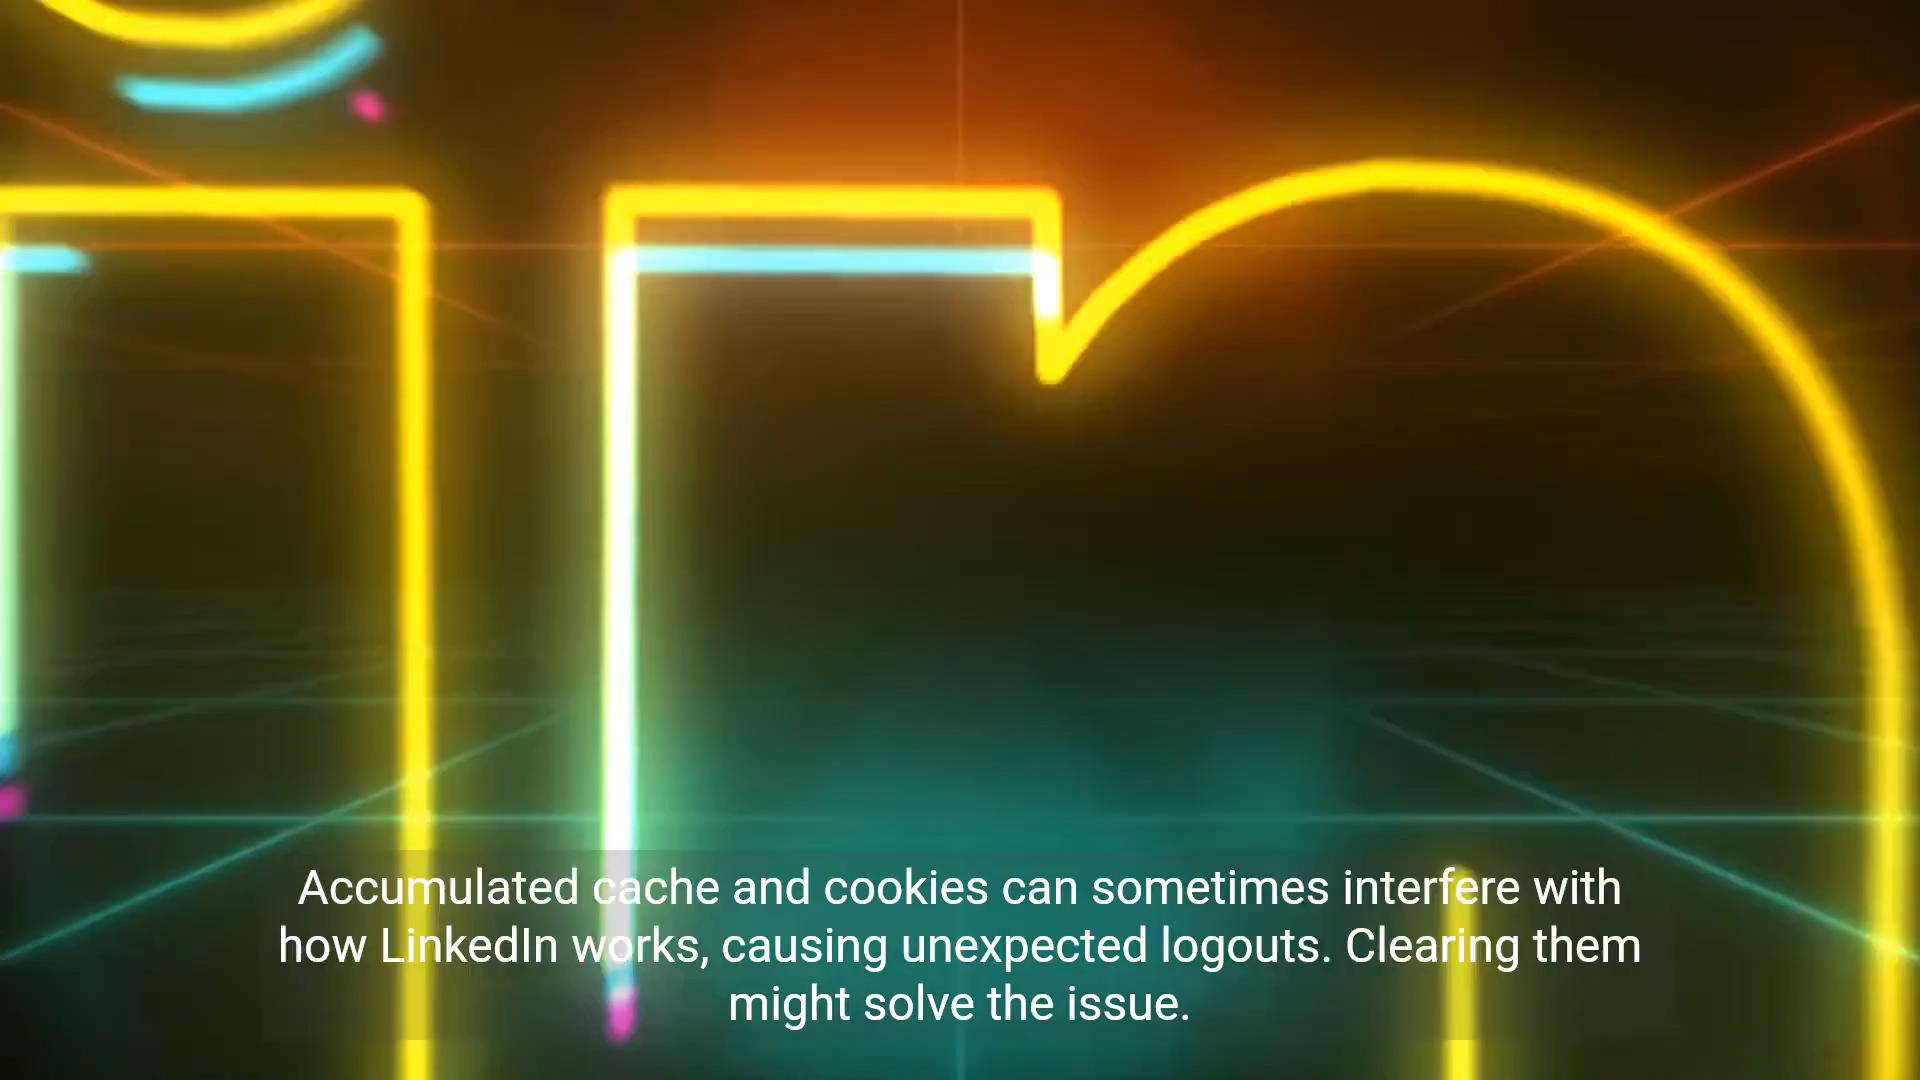 Accumulated cache and cookies can sometimes interfere with
how LinkedIn works, causing unexpected logouts. Clearing them
might solve the issue.